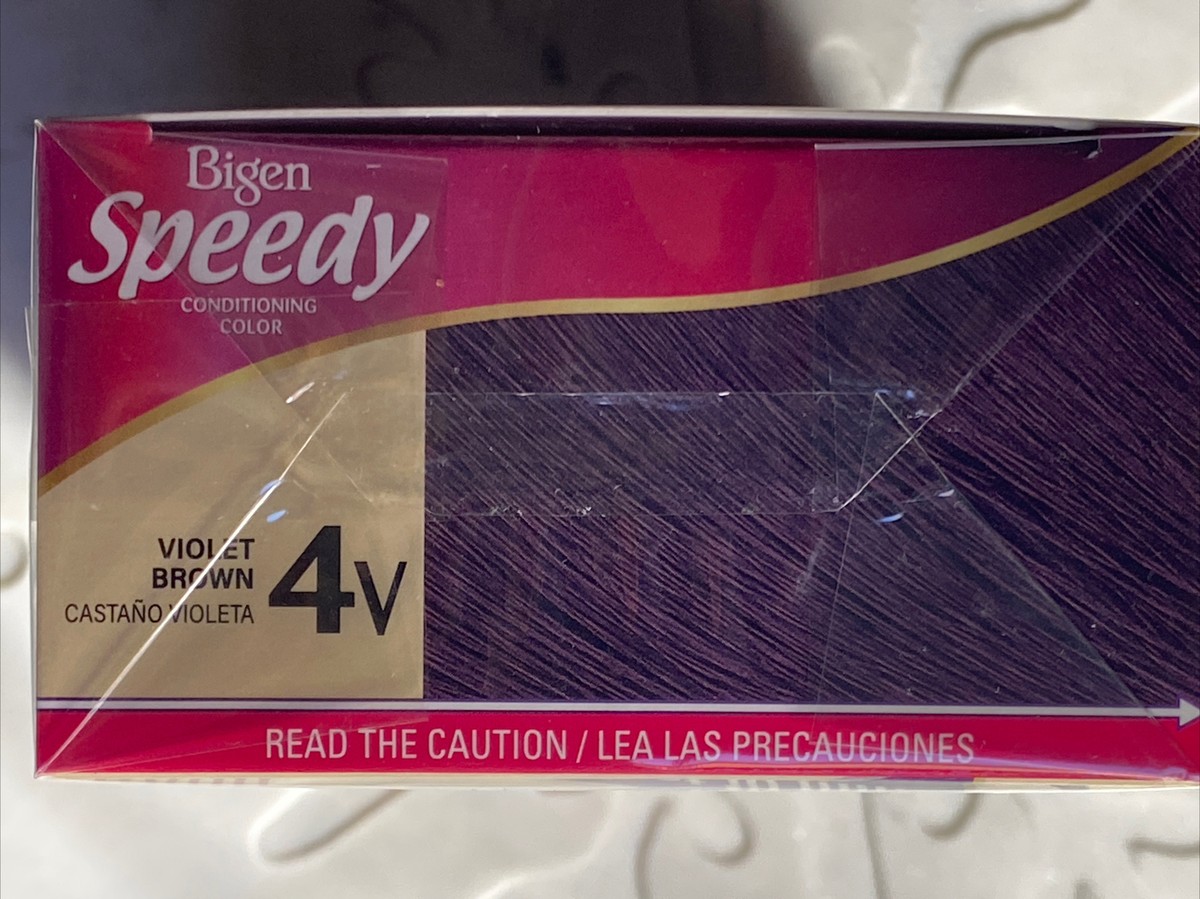 Bigen
Speedy
CONDITIONING
COLOR
VIOLET
BROWN
CASTAÑO VIOLETA
4V
READ THE CAUTION / LEA LAS PRECAUCIONES